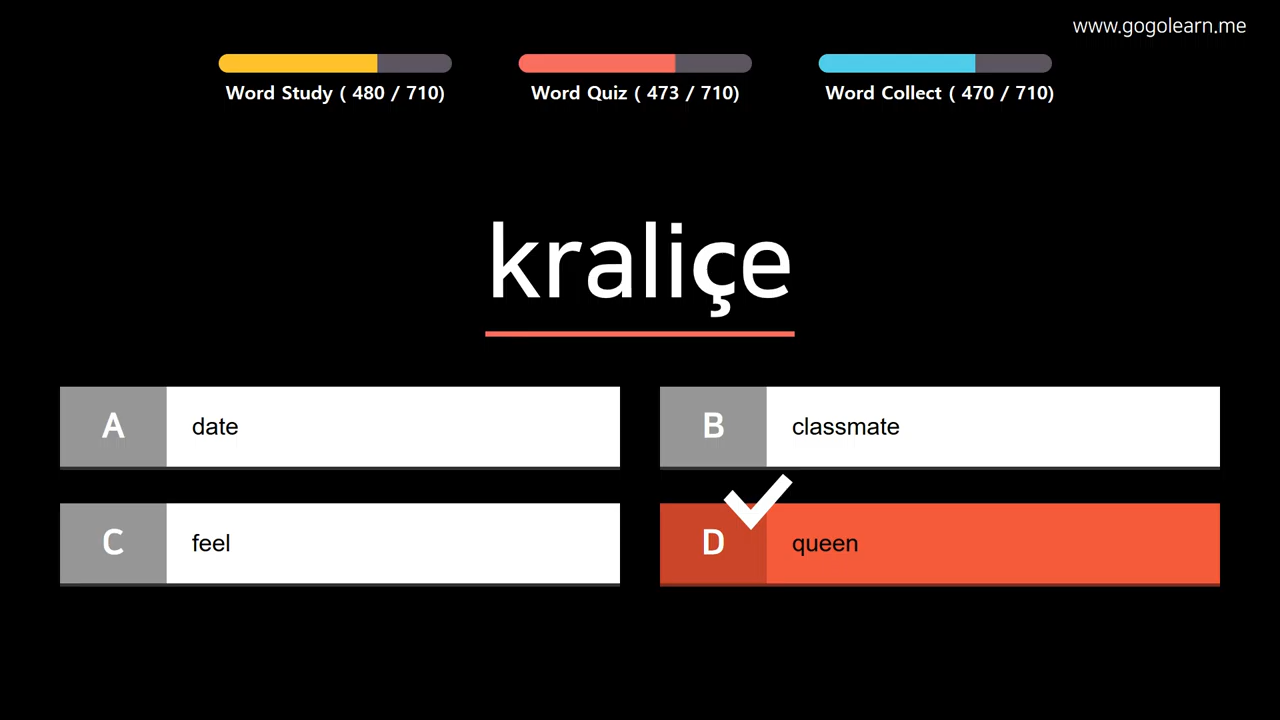 www.gogolearn.me
Word Study ( 480 / 710)
Word Quiz ( 473 / 710)
Word Collect ( 470 / 710)
kraliçe
A date
B classmate
C feel
D queen